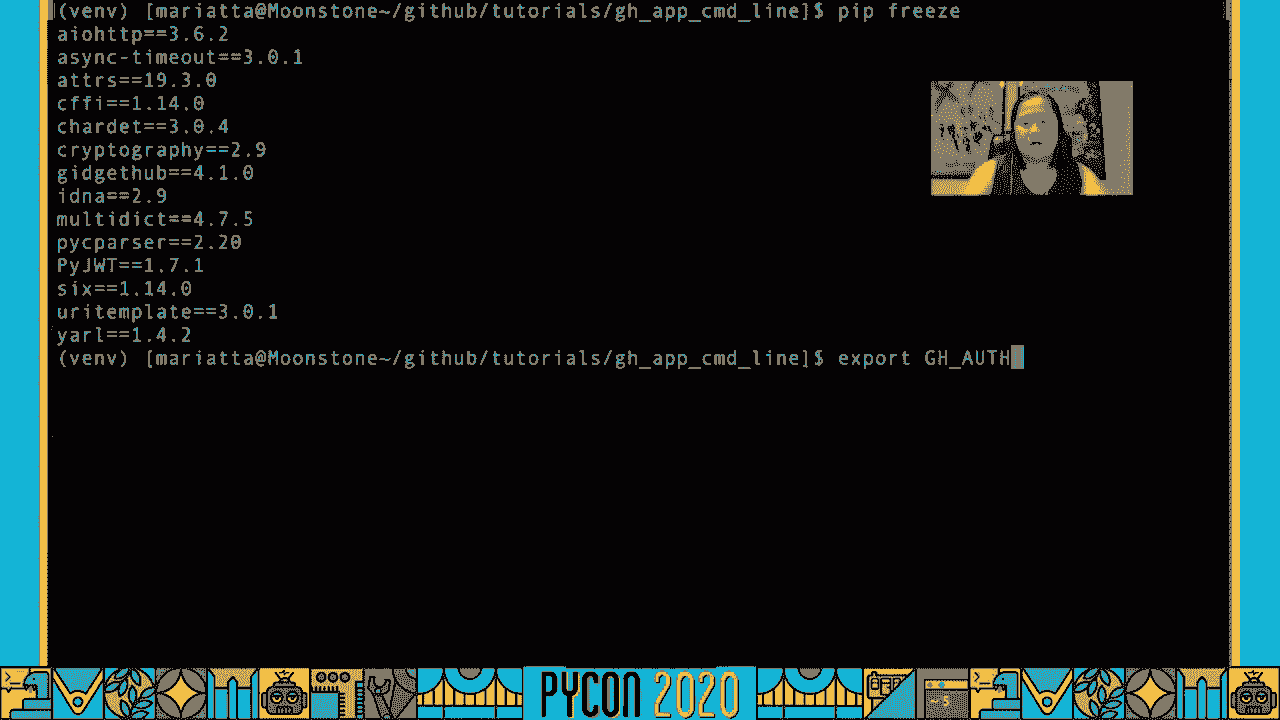 (venv) [mariatta@Moonstone~/github/tutorials/gh_app_cmd_line]$ pip freeze
aiohttp==3.6.2
async-timeout==3.0.1
attrs==19.3.0
cffi==1.14.0
chardet==3.0.4
cryptography==2.9
gidgethub==4.1.0
idna==2.9
multidict==4.7.5
pycparser==2.20
PyJWT==1.7.1
six==1.14.0
uritemplate==3.0.1
yarl==1.4.2
(venv) [mariatta@Moonstone~/github/tutorials/gh_app_cmd_line]$ export GH_AUTH
PYCON 2020